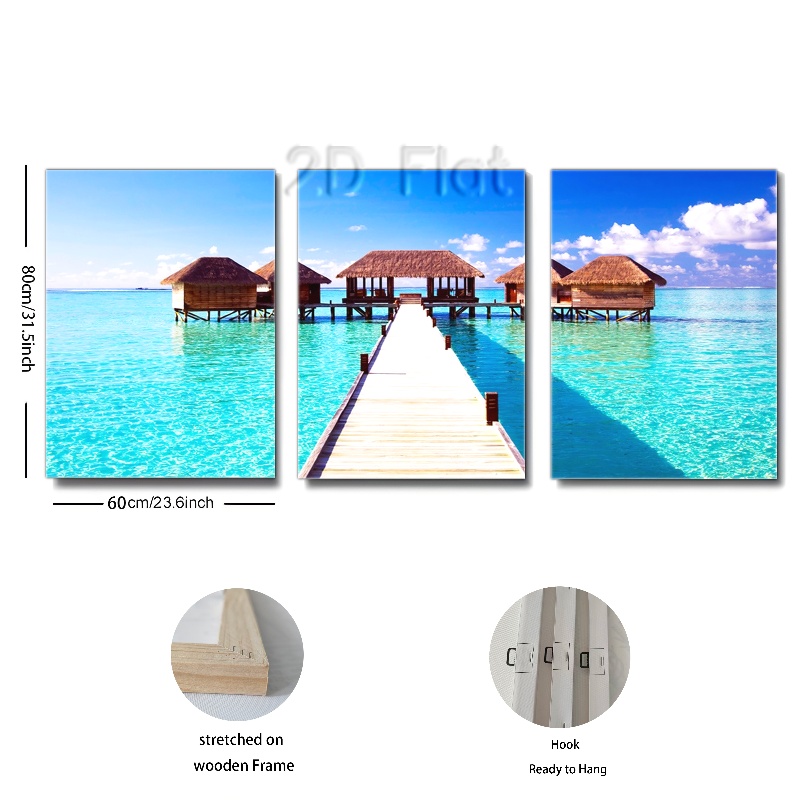 2D Flat
80cm/31.5inch
60cm/23.6inch
stretched on
wooden Frame
Hook
Ready to Hang